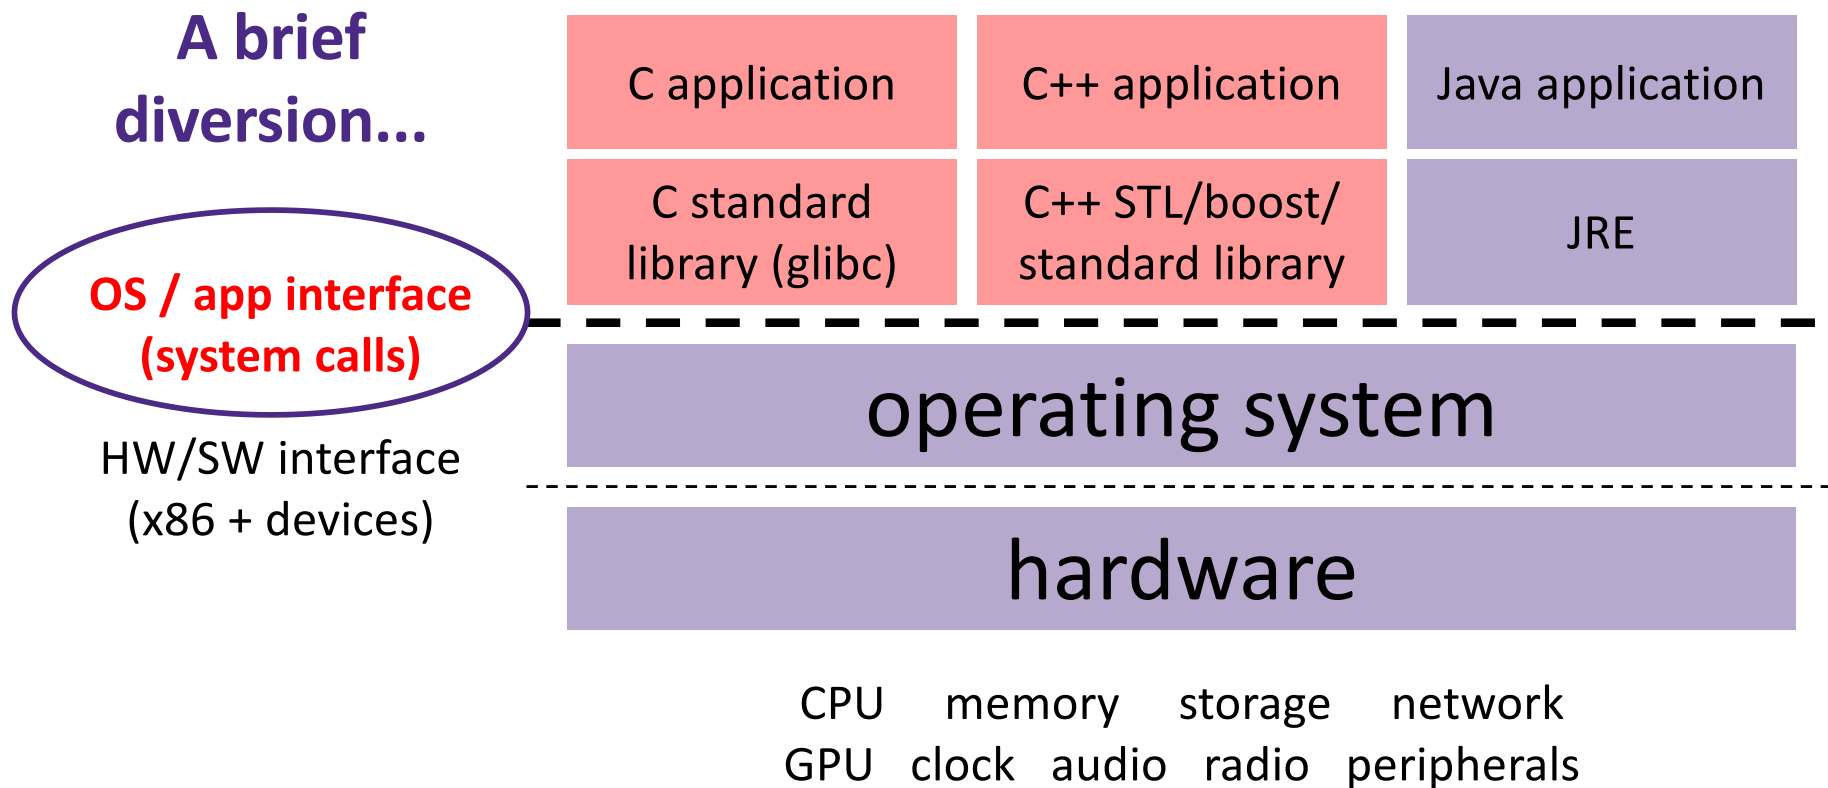 A brief
diversion...
C application
C++ application
Java application
C standard
library (glibc)
C++ STL/boost/
standard library
JRE
OS / app interface
(system calls)
operating system
HW/SW interface
(x86 + devices)
hardware
CPU memory storage network
GPU clock audio radio peripherals